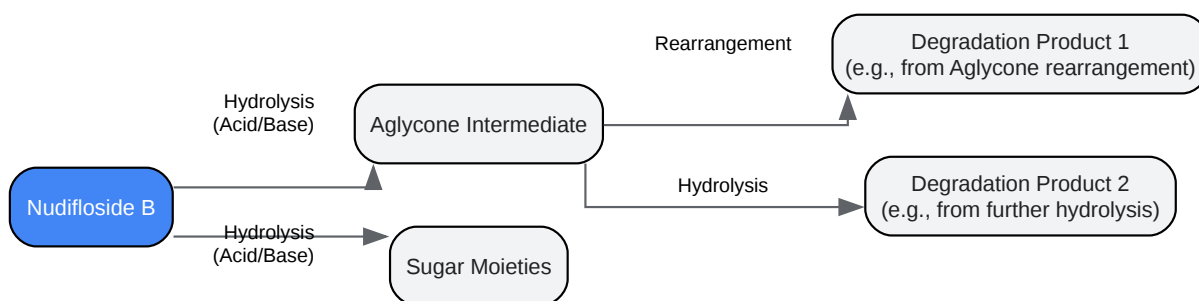 Rearrangement
Degradation Product 1
(e.g., from Aglycone rearrangement)
Hydrolysis
(Acid/Base)
Aglycone Intermediate
Nudifloside B
Hydrolysis
Degradation Product 2
(e.g., from further hydrolysis)
Hydrolysis
(Acid/Base)
Sugar Moieties